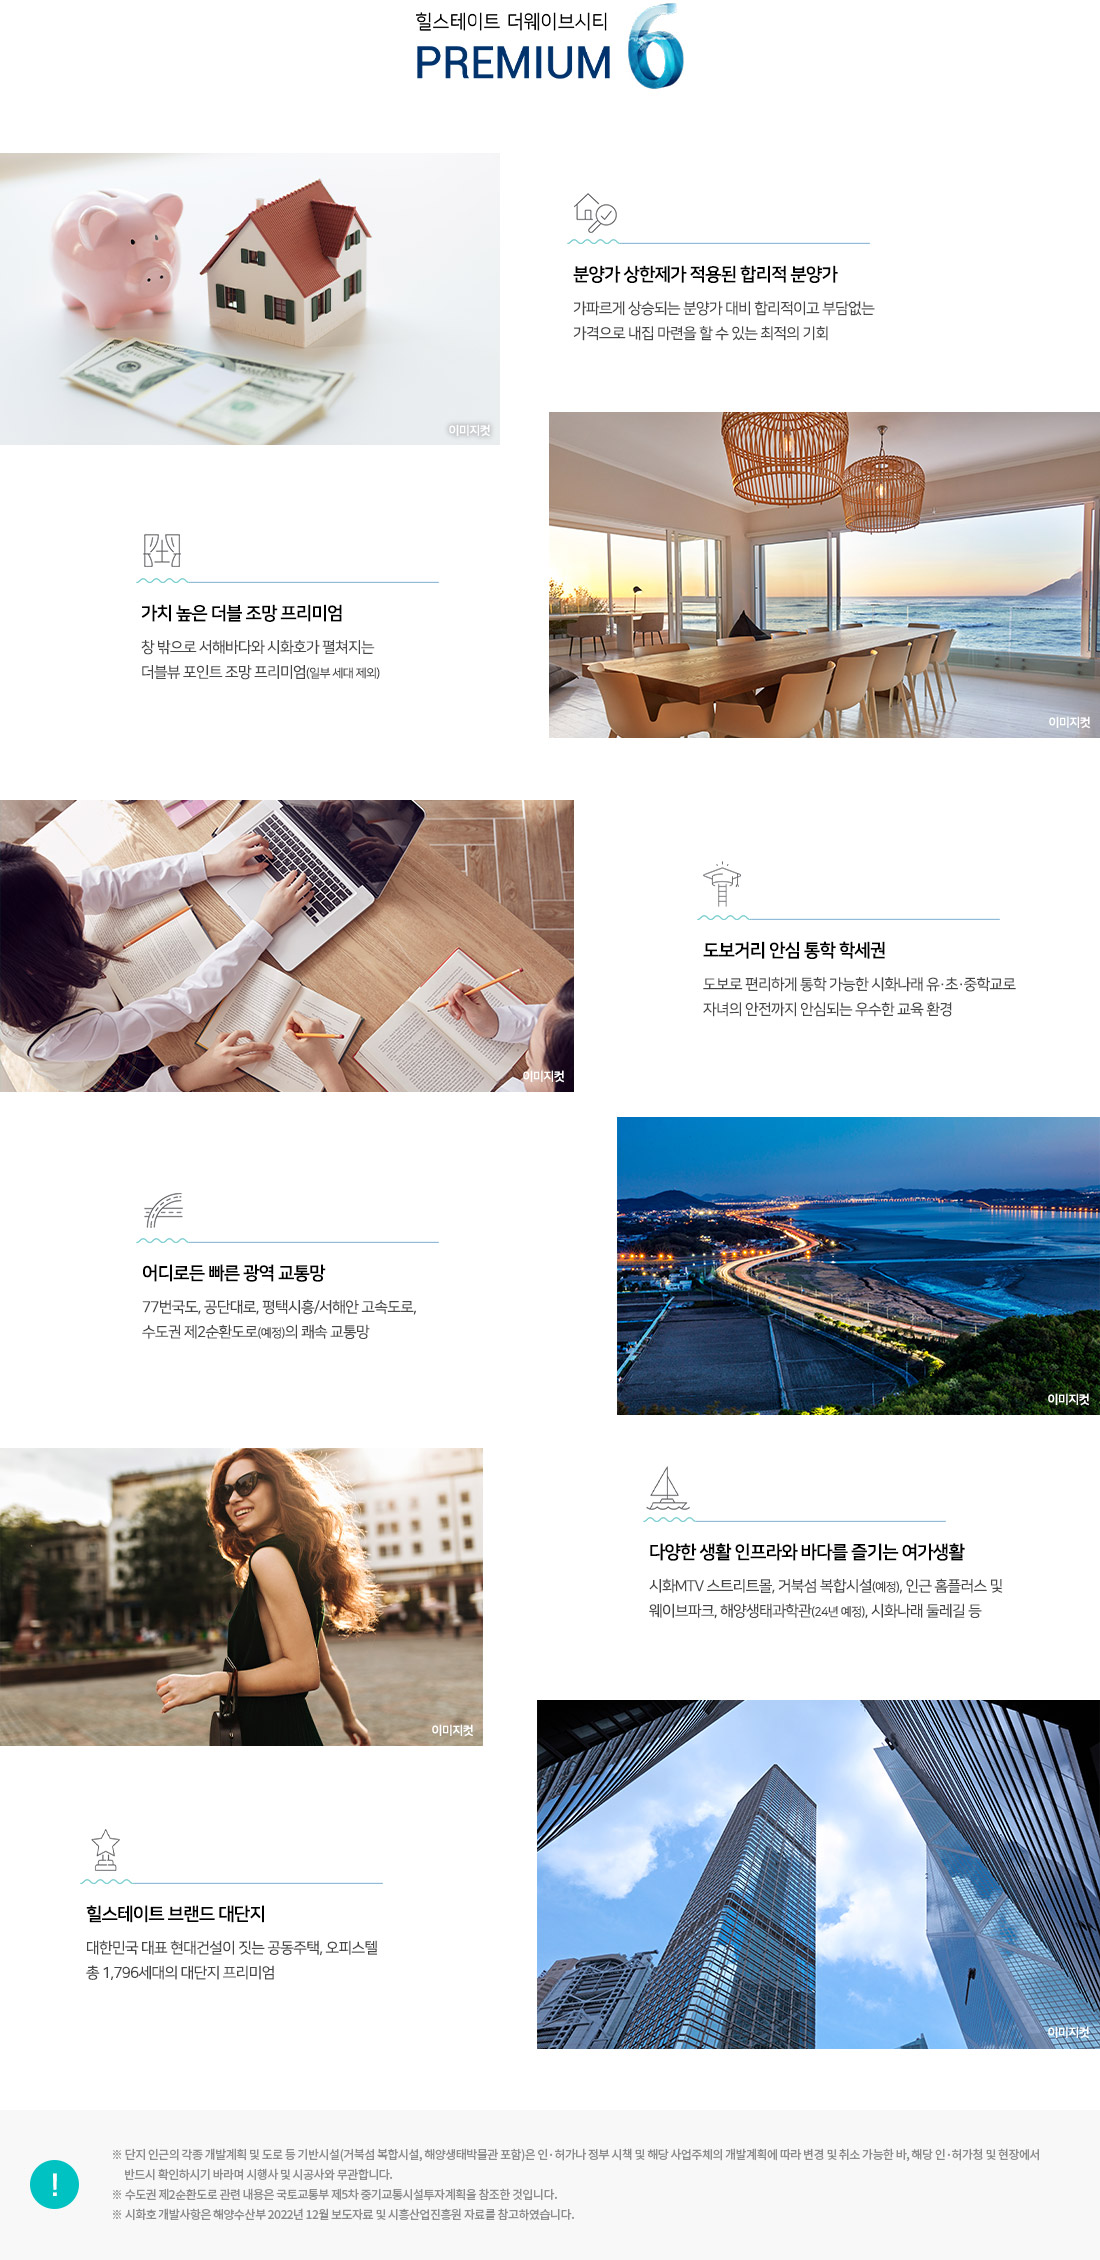 힐스테이트 더웨이브시티
PREMIUM 6
분양가 상한제가 적용된 합리적 분양가
가파르게 상승되는 분양가 대비 합리적이고 부담없는
가격으로 내집 마련을 할 수 있는 최적의 기회
이미지컷
가치 높은 더블 조망 프리미엄
창 밖으로 서해바다와 시화호가 펼쳐지는
더블뷰 포인트 조망 프리미엄(일부 세대 제외)
이미지컷
도보거리 안심 통학 학세권
도보로 편리하게 통학 가능한 시화나래 유·초·중학교로
자녀의 안전까지 안심되는 우수한 교육 환경
이미지컷
어디로든 빠른 광역 교통망
77번국도, 공단대로, 평택시흥/서해안 고속도로,
수도권 제2순환도로(예정)의 쾌속 교통망
이미지컷
다양한 생활 인프라와 바다를 즐기는 여가생활
시화MTV 스트리트몰, 거북섬 복합시설(예정), 인근 홈플러스 및
웨이브파크, 해양생태과학관(24년 예정), 시화나래 둘레길 등
이미지컷
힐스테이트 브랜드 대단지
대한민국 대표 현대건설이 짓는 공동주택, 오피스텔
총 1,796세대의 대단지 프리미엄
이미지컷
※ 단지 인근의 각종 개발계획 및 도로 등 기반시설(거북섬 복합시설, 해양생태박물관 포함)은 인·허가나 정부 시책 및 해당 사업주체의 개발계획에 따라 변경 및 취소 가능한 바, 해당 인·허가청 및 현장에서
반드시 확인하시기 바라며 시행사 및 시공사와 무관합니다.
※ 수도권 제2순환도로 관련 내용은 국토교통부 제5차 중기교통시설투자계획을 참조한 것입니다.
※ 시화호 개발사항은 해양수산부 2022년 12월 보도자료 및 시흥산업진흥원 자료를 참고하였습니다.